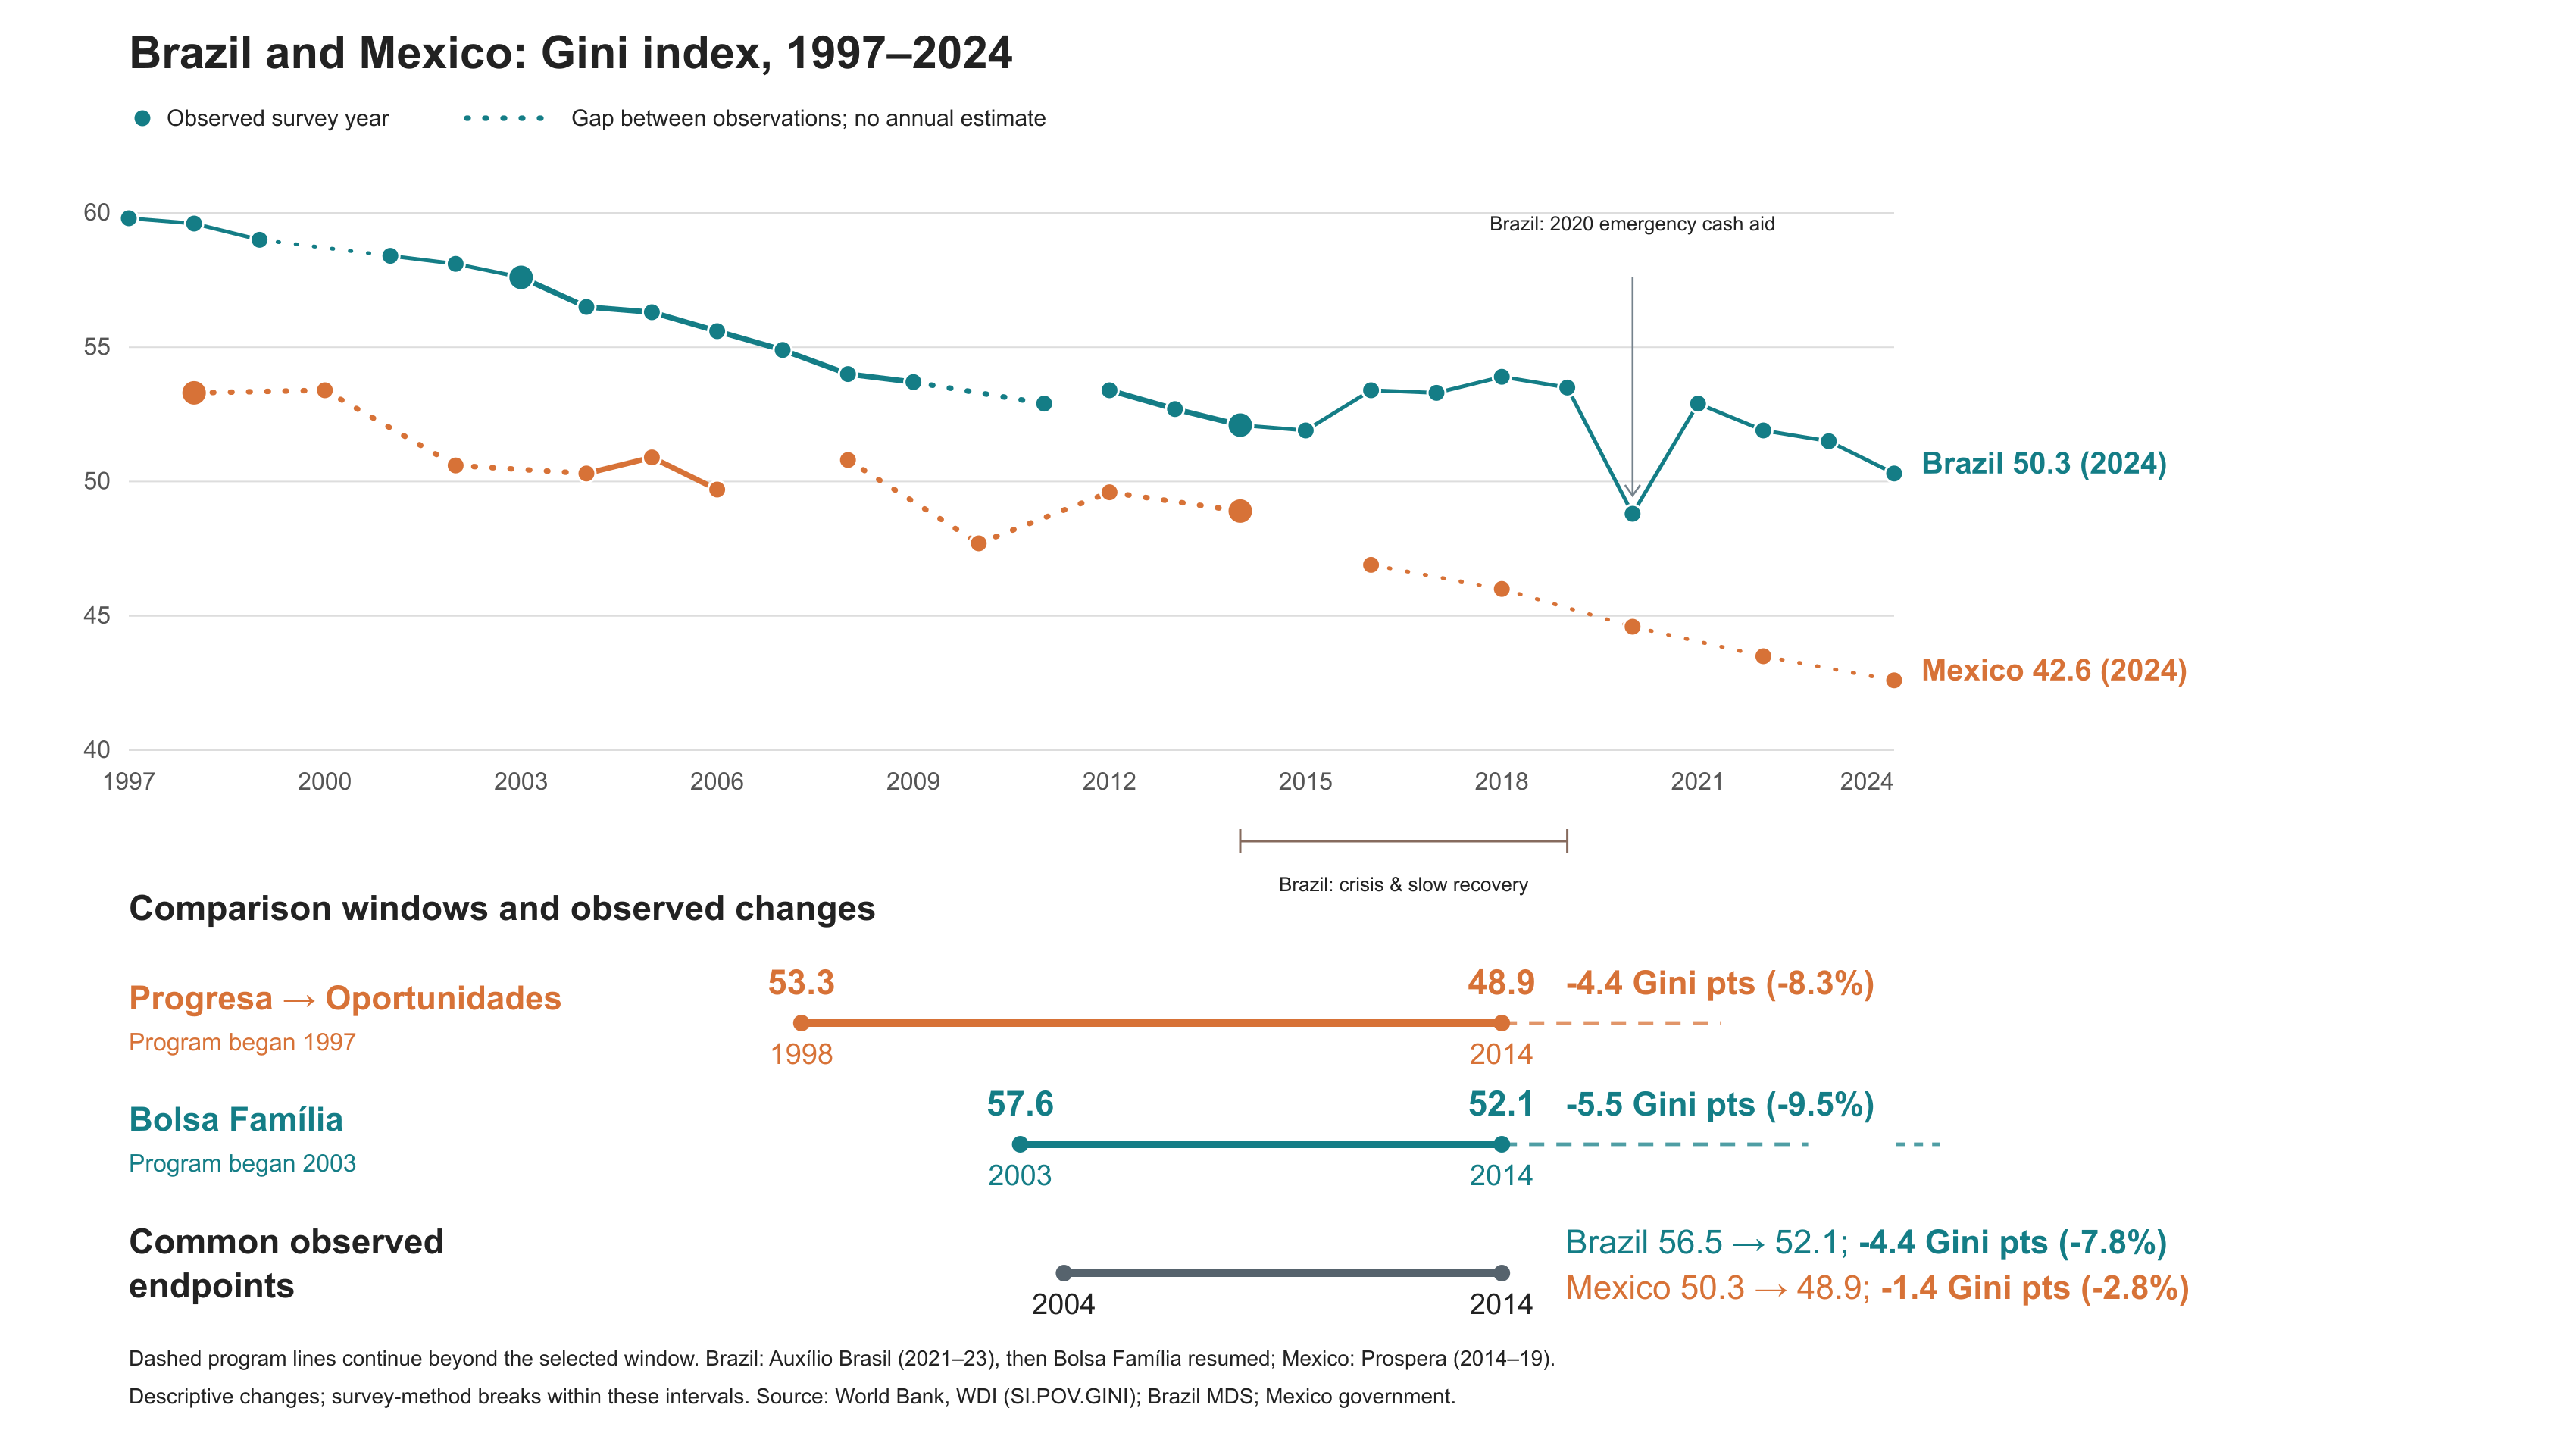 Brazil and Mexico: Gini index, 1997–2024
Observed survey year
Gap between observations; no annual estimate
60
Brazil: 2020 emergency cash aid
55
50
45
40
Brazil 50.3 (2024)
Mexico 42.6 (2024)
1997 2000 2003 2006 2009 2012 2015 2018 2021 2024
Brazil: crisis & slow recovery
Comparison windows and observed changes
Progresa → Oportunidades
Program began 1997
53.3 48.9 -4.4 Gini pts (-8.3%)
1998 2014
Bolsa Família
Program began 2003
57.6 52.1 -5.5 Gini pts (-9.5%)
2003 2014
Common observed
endpoints
2004 2014
Brazil 56.5 → 52.1; -4.4 Gini pts (-7.8%)
Mexico 50.3 → 48.9; -1.4 Gini pts (-2.8%)
Dashed program lines continue beyond the selected window. Brazil: Auxílio Brasil (2021–23), then Bolsa Família resumed; Mexico: Prospera (2014–19).
Descriptive changes; survey-method breaks within these intervals. Source: World Bank, WDI (SI.POV.GINI); Brazil MDS; Mexico government.